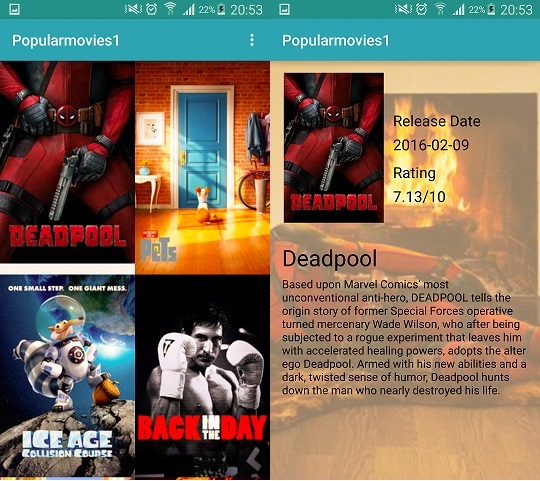 22% 20:53
Popularmovies1
DEADPOOL
PETS
ONE SMALL STEP. ONE GIANT MESS.
ICE AGE
COLLISION COURSE
BACK IN THE DAY
22% 20:53
Popularmovies1
DEADPOOL
Release Date
2016-02-09
Rating
7.13/10
Deadpool
Based upon Marvel Comics' most
unconventional anti-hero, DEADPOOL tells the
origin story of former Special Forces operative
turned mercenary Wade Wilson, who after being
subjected to a rogue experiment that leaves him
with accelerated healing powers, adopts the alter
ego Deadpool. Armed with his new abilities and a
dark, twisted sense of humor, Deadpool hunts
down the man who nearly destroyed his life.